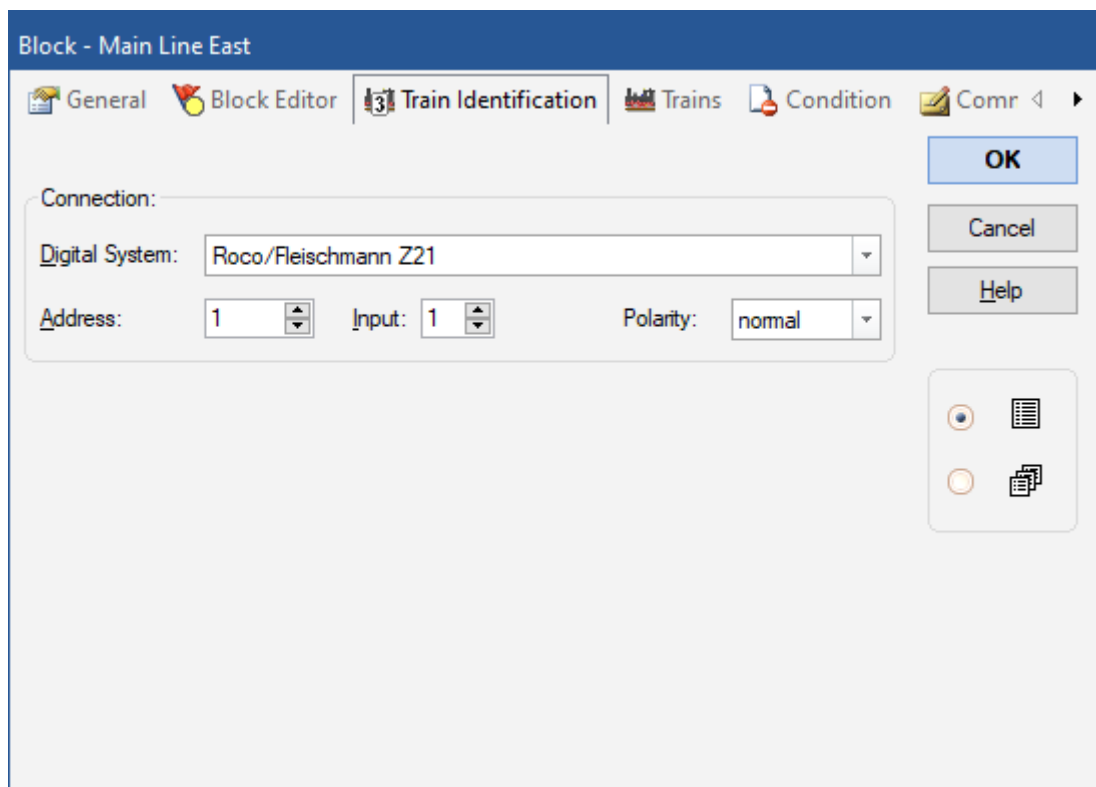 Block - Main Line East
General Block Editor 3 Train Identification Trains Condition Comr
OK
Connection:
Cancel
Digital System: Roco/Fleischmann Z21
Help
Address: 1 Input: 1 Polarity: normal